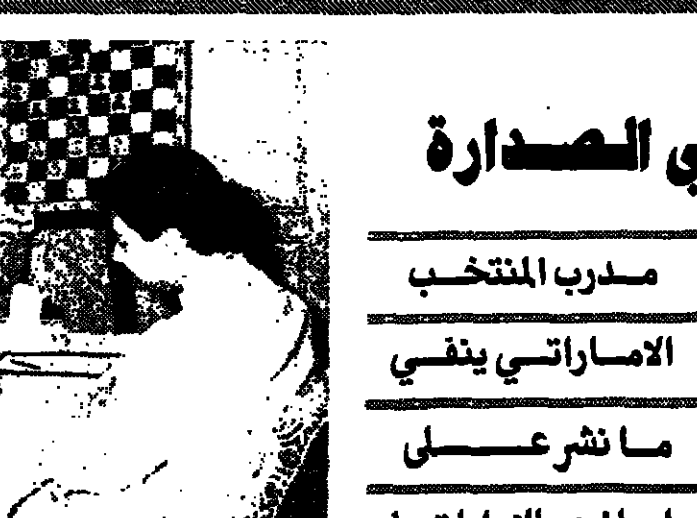 الصدارة
مدرب المنتخب
الاماراتي ينفي
ما نشر على